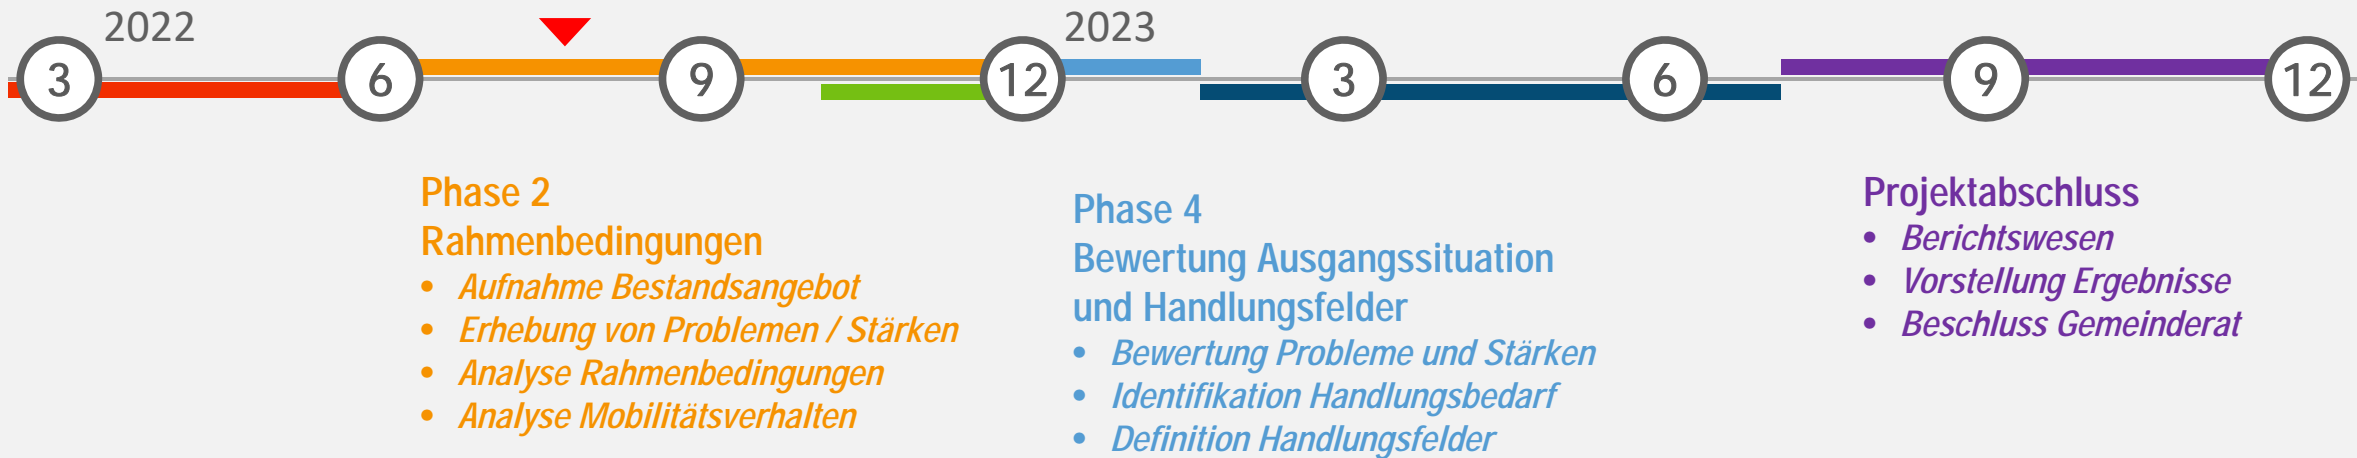 2022
2023
3
6
9
12
3
6
9
12
Phase 2
Rahmenbedingungen
• Aufnahme Bestandsangebot
• Erhebung von Problemen / Stärken
• Analyse Rahmenbedingungen
• Analyse Mobilitätsverhalten
Phase 4
Bewertung Ausgangssituation
und Handlungsfelder
• Bewertung Probleme und Stärken
• Identifikation Handlungsbedarf
• Definition Handlungsfelder
Projektabschluss
• Berichtswesen
• Vorstellung Ergebnisse
• Beschluss Gemeinderat